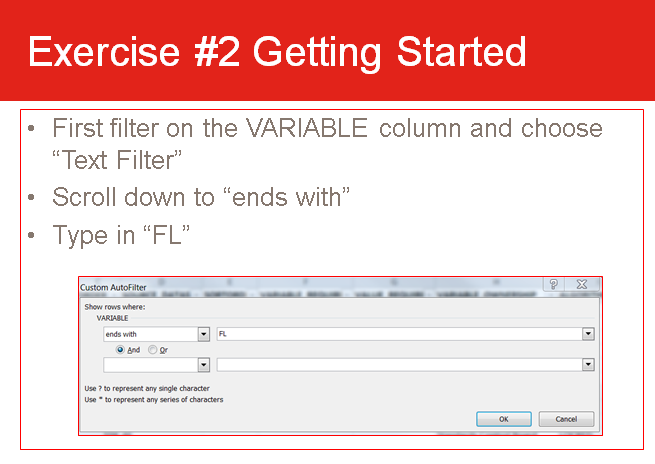 Exercise #2 Getting Started
• First filter on the VARIABLE column and choose
“Text Filter”
• Scroll down to “ends with”
• Type in “FL”
Custom AutoFilter
Show rows where:
VARIABLE
ends with FL
And Or
Use ? to represent any single character
Use * to represent any series of characters
OK Cancel